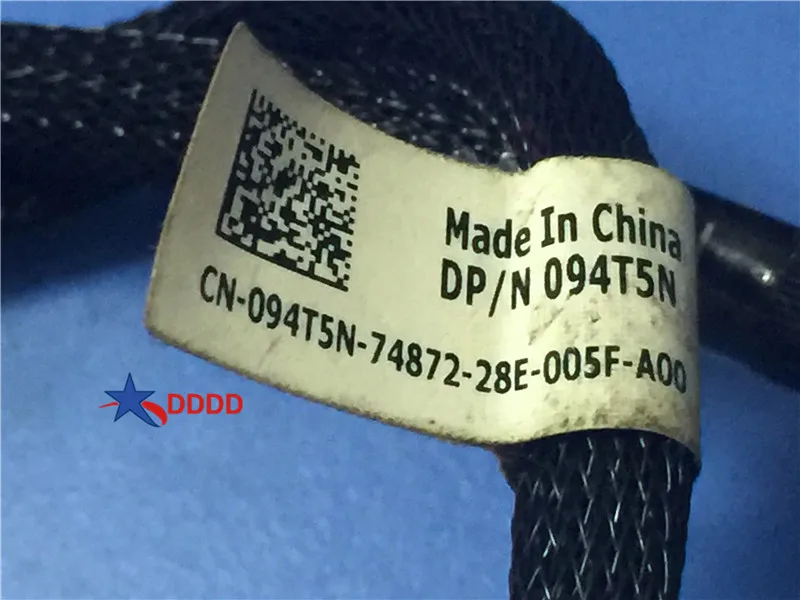 Made In China
DP/N 094T5N
CN-094T5N-74872-28E-005F-A00
DDDD